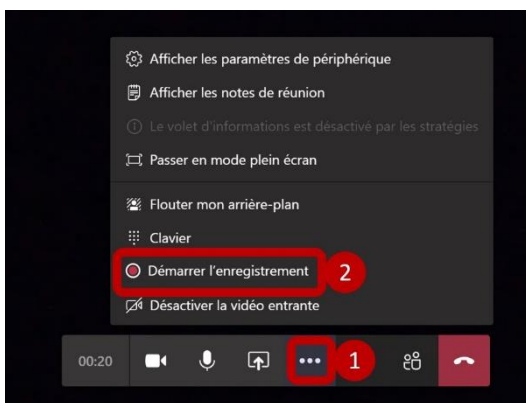 Afficher les paramètres de périphérique
Afficher les notes de réunion
Le volet d'informations est désactivé par les stratégies
Passer en mode plein écran
Flouter mon arrière-plan
Clavier
Démarrer l'enregistrement 2
Désactiver la vidéo entrante
00:20 1